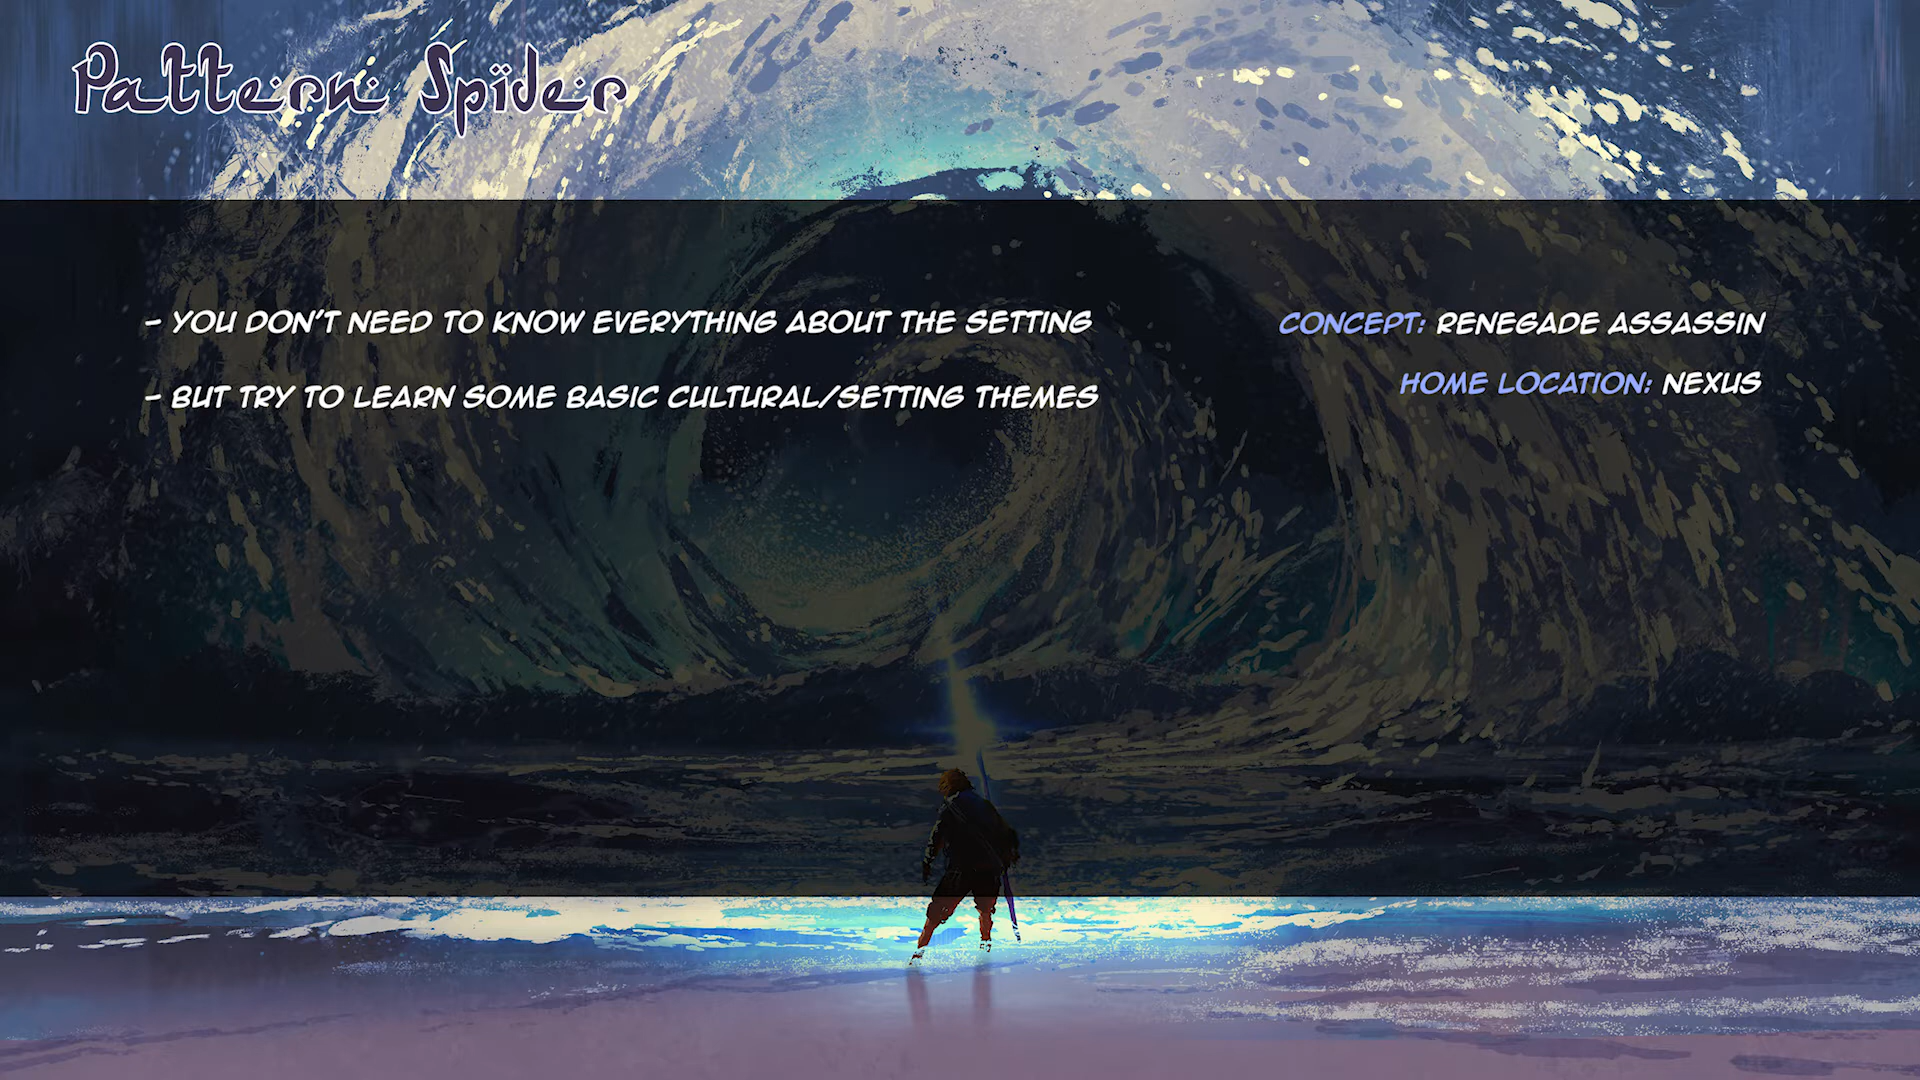 Pattern Spïder
- YOU DON'T NEED TO KNOW EVERYTHING ABOUT THE SETTING
- BUT TRY TO LEARN SOME BASIC CULTURAL/SETTING THEMES
CONCEPT: RENEGADE ASSASSIN
HOME LOCATION: NEXUS